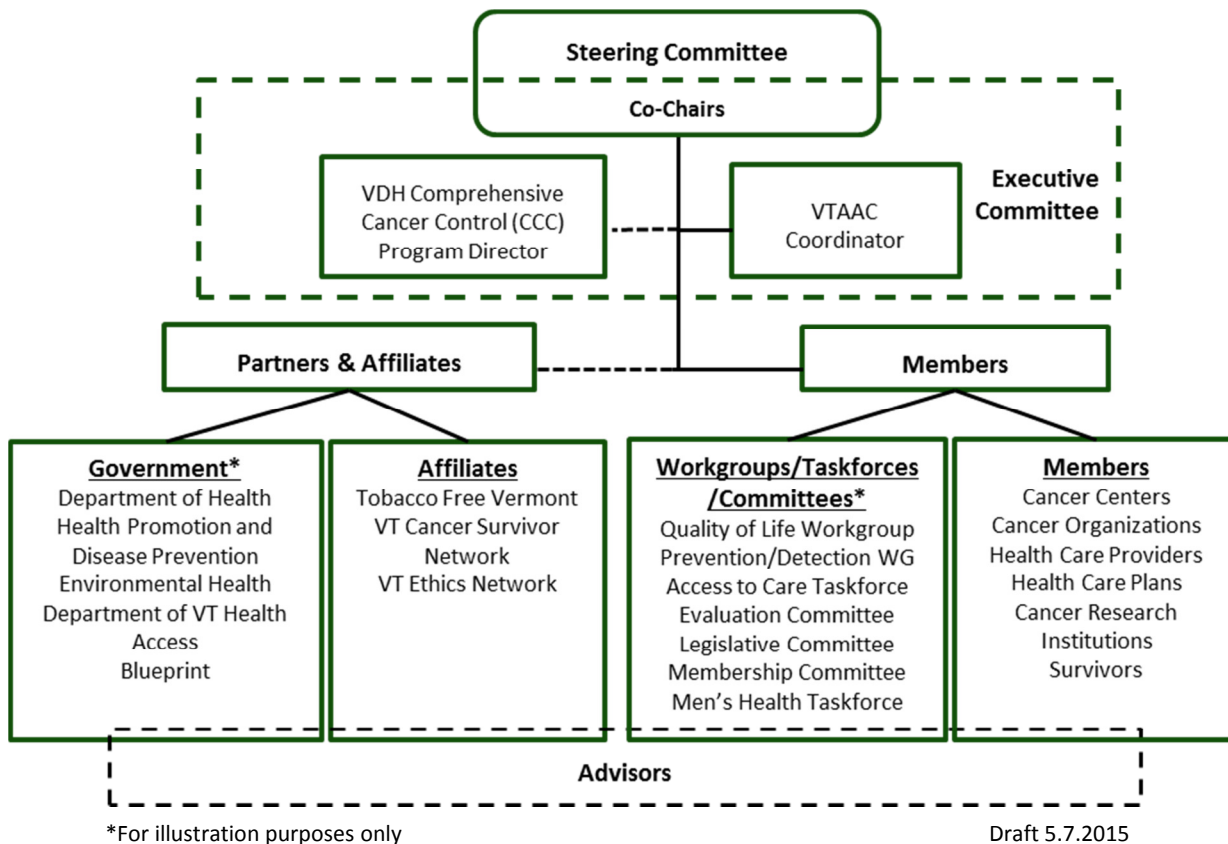 Steering Committee
Co-Chairs
Executive
Committee
VDH Comprehensive
Cancer Control (CCC)
Program Director
VTAAC
Coordinator
Partners & Affiliates
Members
Government*
Department of Health
Health Promotion and
Disease Prevention
Environmental Health
Department of VT Health
Access
Blueprint
Affiliates
Tobacco Free Vermont
VT Cancer Survivor
Network
VT Ethics Network
Workgroups/Taskforces
/Committees*
Quality of Life Workgroup
Prevention/Detection WG
Access to Care Taskforce
Evaluation Committee
Legislative Committee
Membership Committee
Men’s Health Taskforce
Members
Cancer Centers
Cancer Organizations
Health Care Providers
Health Care Plans
Cancer Research
Institutions
Survivors
Advisors
*For illustration purposes only
Draft 5.7.2015